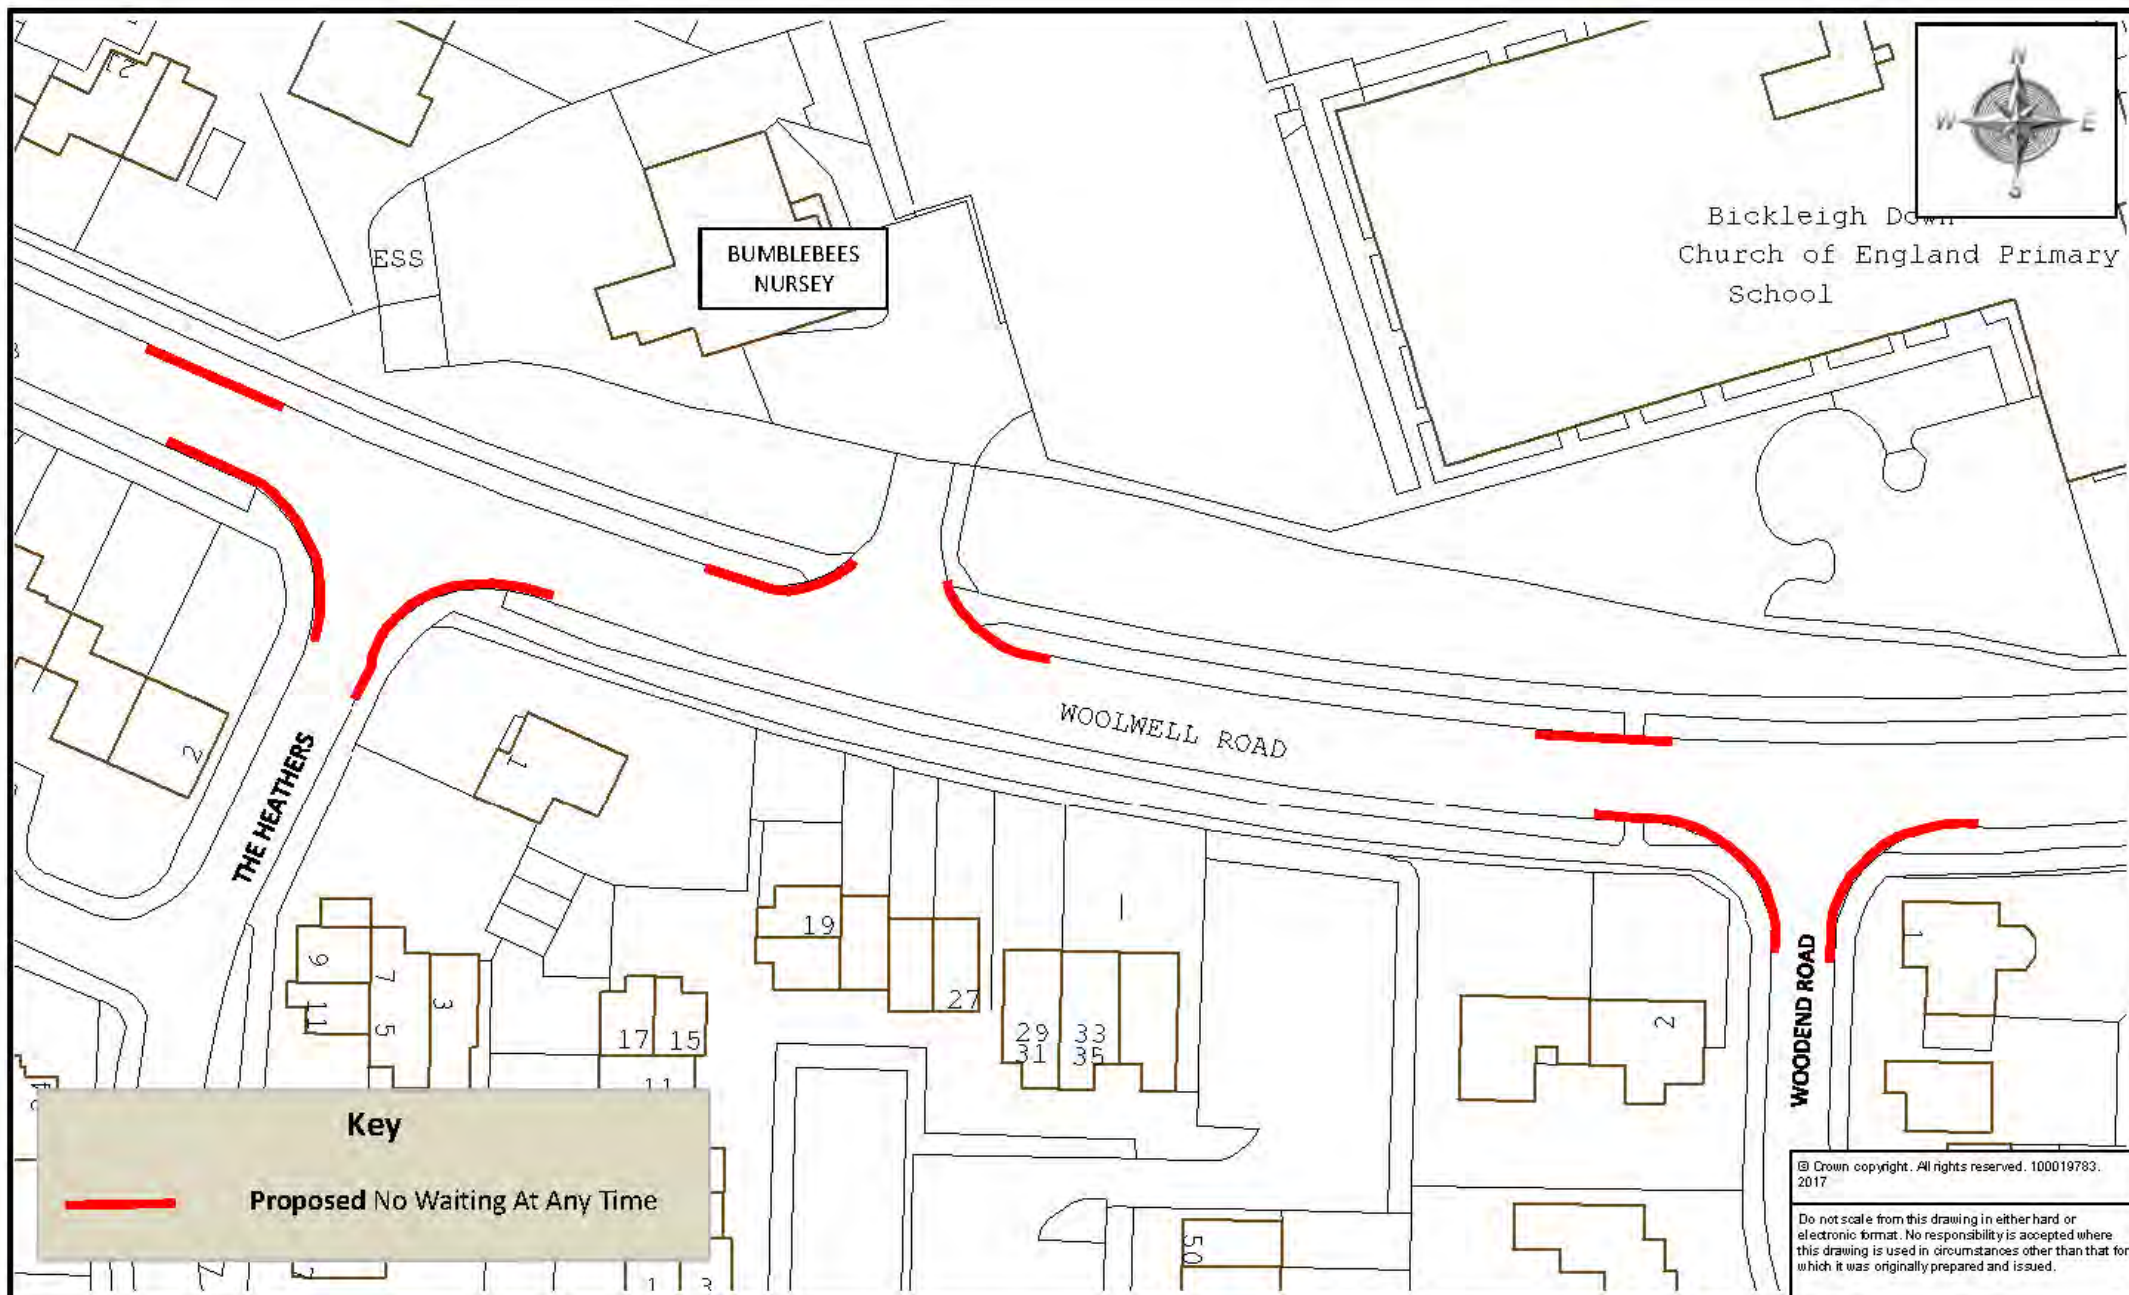 N
W E
S
ESS
BUMBLEBEES
NURSEY
Bickleigh Down
Church of England Primary
School
2
THE HEATHERS
1
WOOLWELL ROAD
19
27
9
7
3
11
5
17 15
29 33
31 35
11
2
1
WOODEND ROAD
50
1 3
Key
Proposed No Waiting At Any Time
© Crown copyright. All rights reserved. 100019783.
2017
Do not scale from this drawing in either hard or
electronic format. No responsibility is accepted where
this drawing is used in circumstances other than that for
which it was originally prepared and issued.